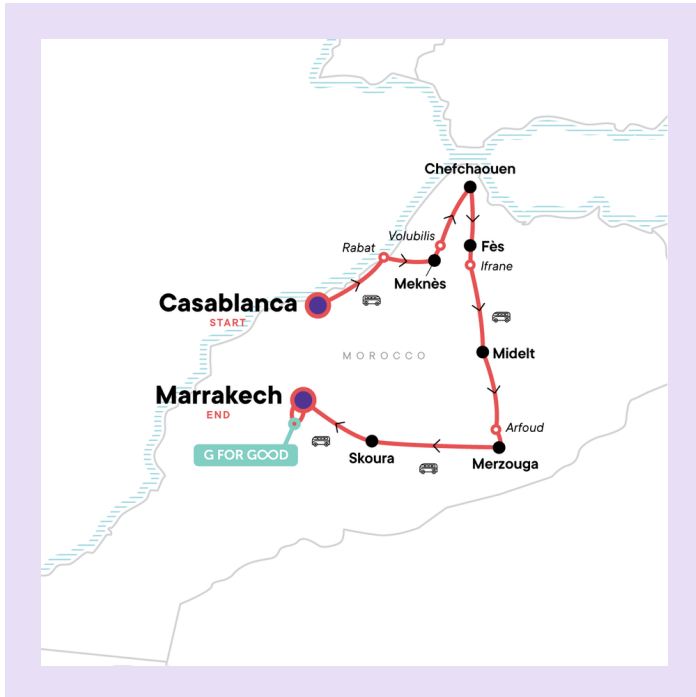 Chefchaouen
Volubilis
Rabat
Fès
Ifrane
Meknès
Casablanca
START
MOROCCO
Midelt
Marrakech
END
Arfoud
G FOR GOOD
Skoura
Merzouga